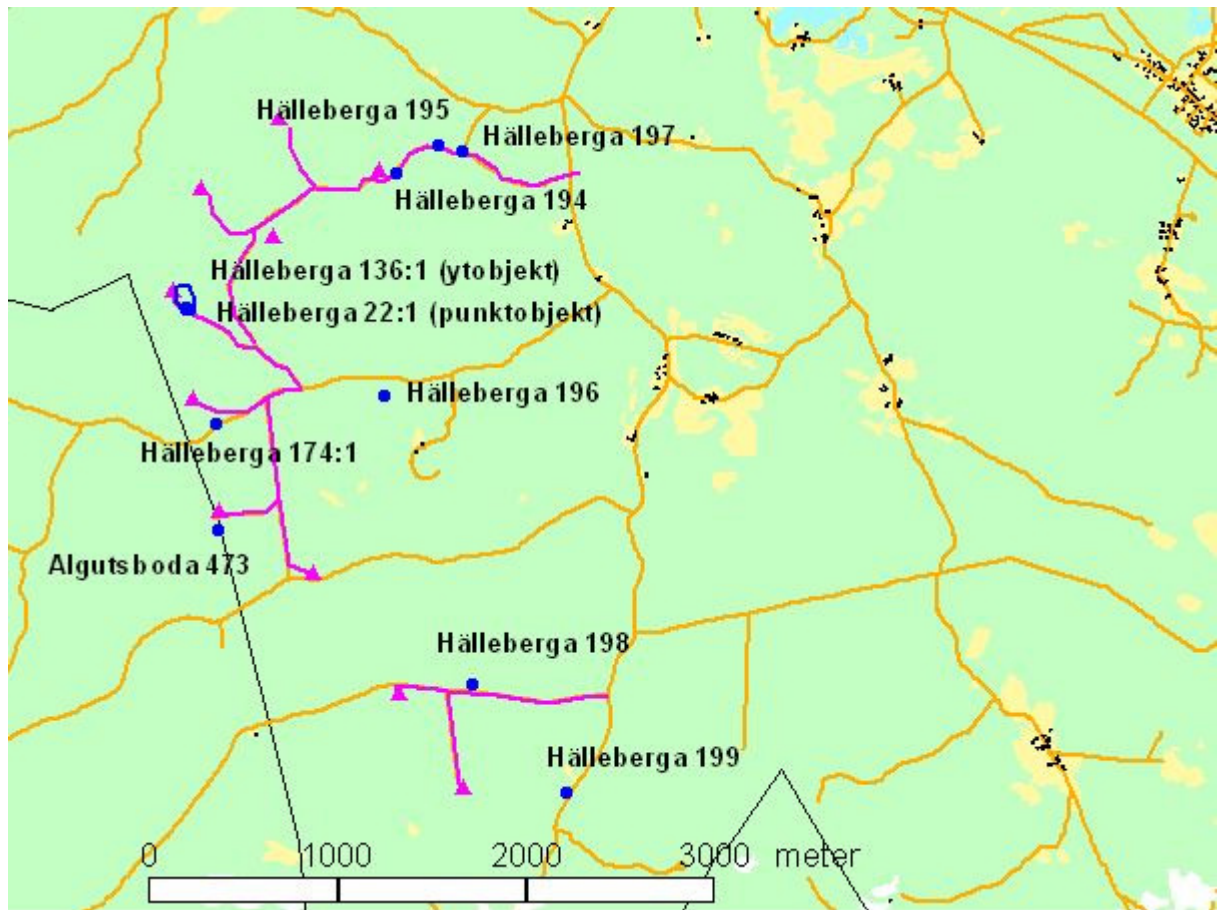 Hälleberga 195
Hälleberga 197
Hälleberga 194
Hälleberga 136:1 (ytobjekt)
Hälleberga 22:1 (punktobjekt)
Hälleberga 196
Hälleberga 174:1
Algutsboda 473
Hälleberga 198
Hälleberga 199
0 1000 2000 3000 meter